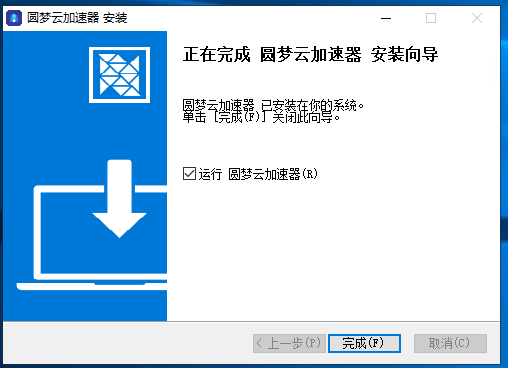 圆梦云加速器 安装
正在完成 圆梦云加速器 安装向导
圆梦云加速器 已安装在你的系统。
单击 [完成(F)] 关闭此向导。
运行 圆梦云加速器(R)
< 上一步(P)
完成(F)
取消(C)